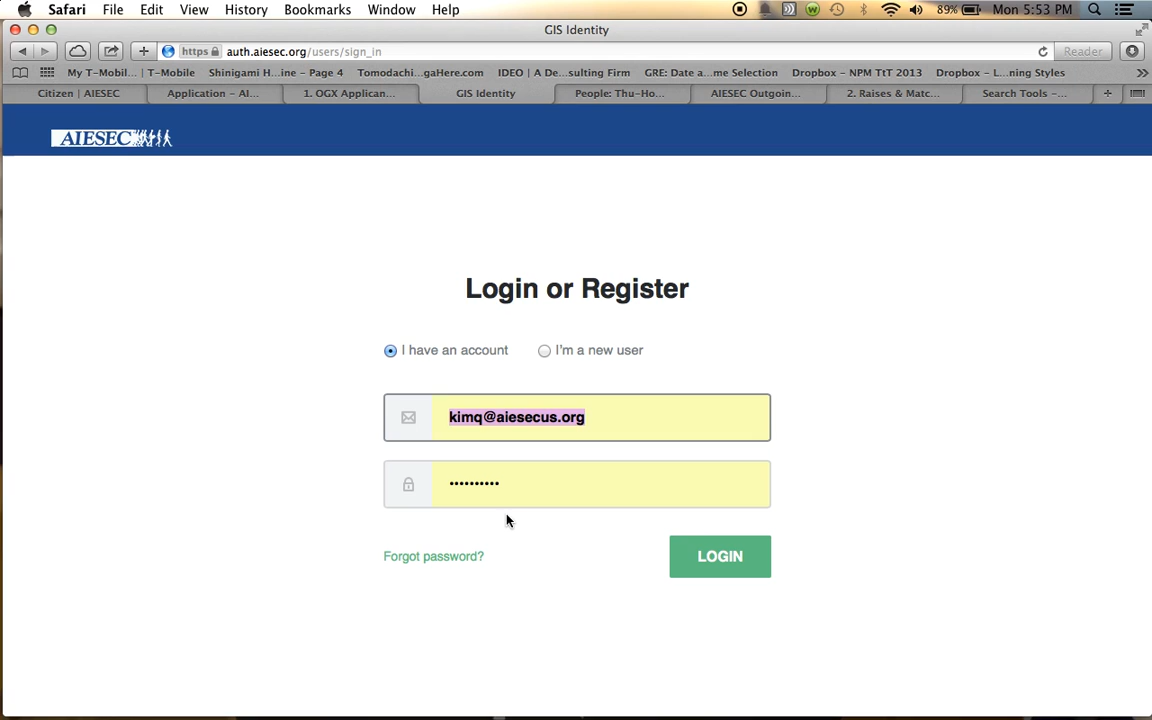 Safari File Edit View History Bookmarks Window Help 89% Mon 5:53 PM
GIS Identity
https auth.aiesec.org/users/sign_in Reader
My T-Mobil... | T-Mobile Shinigami H...ine - Page 4 Tomodachi...gaHere.com IDEO | A De...sulting Firm GRE: Date a...me Selection Dropbox - NPM TtT 2013 Dropbox - L...ning Styles
Citizen | AIESEC Application - AI... 1. OGX Applican... GIS Identity People: Thu-Ho... AIESEC Outgoin... 2. Raises & Matc... Search Tools -...
AIESEC
Login or Register
I have an account I'm a new user
kimq@aiesecus.org
••••••••••
Forgot password? LOGIN